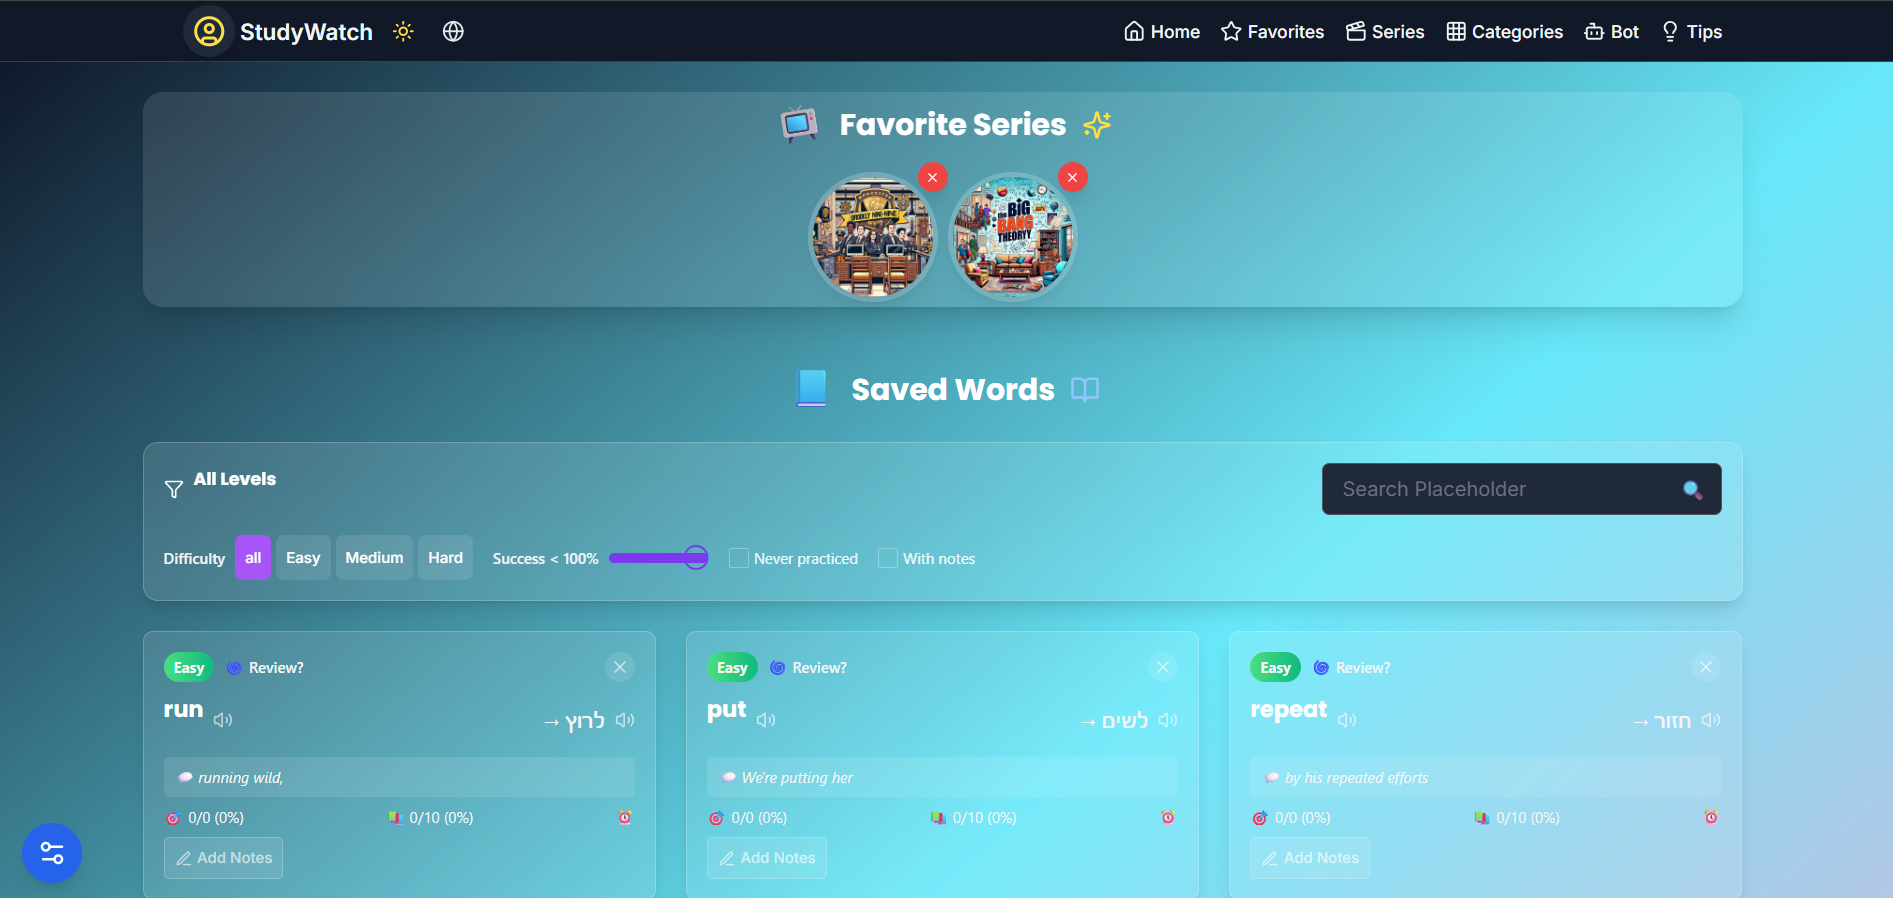 StudyWatch
Home Favorites Series Categories Bot Tips
Favorite Series
BROOKLY NINE-NINE
the BIG BANG THEORYY
Saved Words
All Levels
Search Placeholder
Difficulty all Easy Medium Hard Success < 100% Never practiced With notes
Easy Review?
run
→ לרוץ
running wild,
0/0 (0%) 0/10 (0%)
Add Notes
Easy Review?
put
→ לשים
We're putting her
0/0 (0%) 0/10 (0%)
Add Notes
Easy Review?
repeat
→ חזור
by his repeated efforts
0/0 (0%) 0/10 (0%)
Add Notes